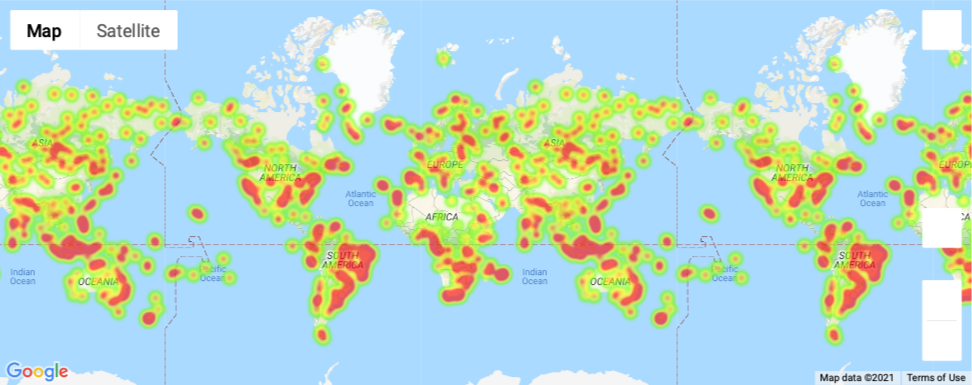 Map
Satellite
ASIA
NORTH
AMERICA
Atlantic
Ocean
EUROPE
AFRICA
SOUTH
AMERICA
Indian
Ocean
OCEANIA
Pacific
Ocean
ASIA
NORTH
AMERICA
Atlantic
Ocean
EUROPE
SOUTH
AMERICA
Indian
Ocean
OCEANIA
Pacific
Ocean
Google
Map data ©2021
Terms of Use